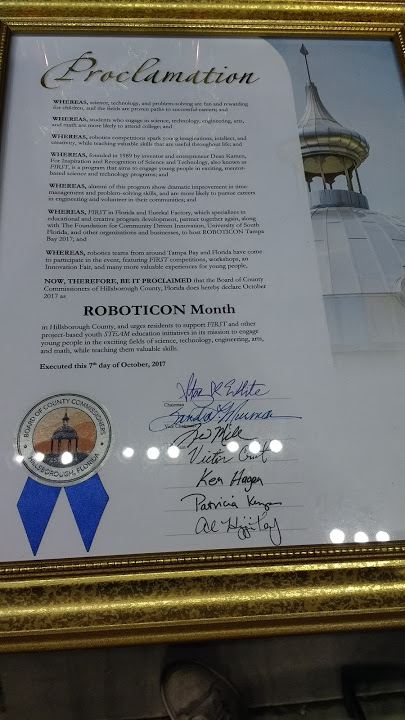 Proclamation
WHEREAS, science, technology, and problem-solving are fun and rewarding
for children, and the fields are proven paths to successful careers; and
WHEREAS, students who engage in science, technology, engineering, arts,
and math are more likely to attend college; and
WHEREAS, robotics competitions spark young imaginations, intellect, and
creativity, while teaching valuable skills that are useful throughout life; and
WHEREAS, founded in 1989 by inventor and entrepreneur Dean Kamen,
For Inspiration and Recognition of Science and Technology, also known as
FIRST, is a program that aims to engage young people in exciting, mentor-
based science and technology programs; and
WHEREAS, alumni of this program show dramatic improvement in time
management and problem-solving skills, and are more likely to pursue careers
in engineering and volunteer in their communities; and
WHEREAS, FIRST in Florida and Eureka Factory, which specializes in
educational and creative program development, partner together again, along
with The Foundation for Community Driven Innovation, University of South
Florida, and other organizations and businesses, to host ROBOTICON Tampa
Bay 2017; and
WHEREAS, robotics teams from around Tampa Bay and Florida have come
to participate in the event, featuring FIRST competitions, workshops, an
Innovation Fair, and many more valuable experiences for young people,
NOW, THEREFORE, BE IT PROCLAIMED that the Board of County
Commissioners of Hillsborough County, Florida does hereby declare October
2017 as
ROBOTICON Month
in Hillsborough County, and urges residents to support FIRST and other
project-based youth STEAM education initiatives in its mission to engage
young people in the exciting fields of science, technology, engineering, arts,
and math, while teaching them valuable skills.
Executed this 7th day of October, 2017
Chairman
Vice Chairman
Ken Hagan
Patricia
BOARD OF COUNTY COMMISSIONERS
HILLSBOROUGH, FLORIDA